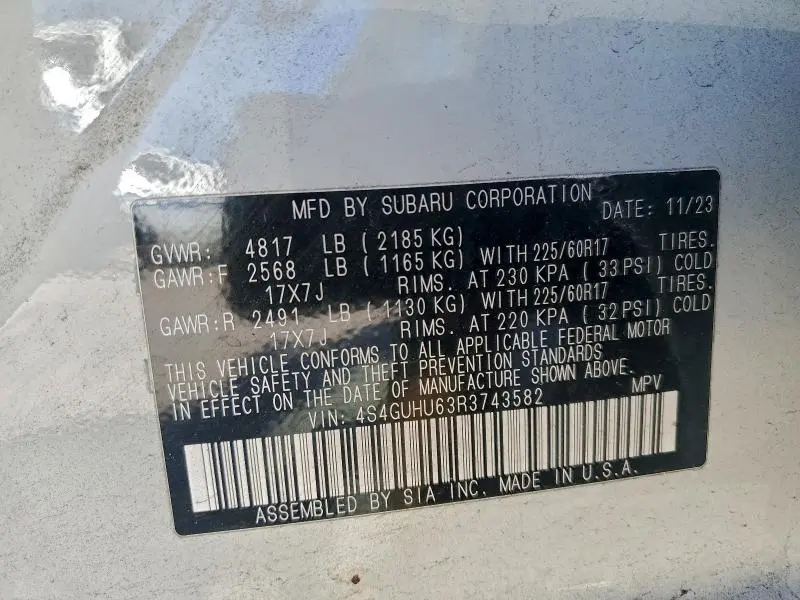 MFD BY SUBARU CORPORATION DATE: 11/23
GVWR: 4817 LB ( 2185 KG)
GAWR:F 2568 LB ( 1165 KG) WITH 225/60R17 TIRES.
17X7J RIMS. AT 230 KPA ( 33 PSI) COLD
GAWR:R 2491 LB ( 1130 KG) WITH 225/60R17 TIRES.
17X7J RIMS. AT 220 KPA ( 32 PSI) COLD
THIS VEHICLE CONFORMS TO ALL APPLICABLE FEDERAL MOTOR
VEHICLE SAFETY AND THEFT PREVENTION STANDARDS
IN EFFECT ON THE DATE OF MANUFACTURE SHOWN ABOVE.
VIN: 4S4GUHU63R3743582 MPV
ASSEMBLED BY SIA INC. MADE IN U.S.A.